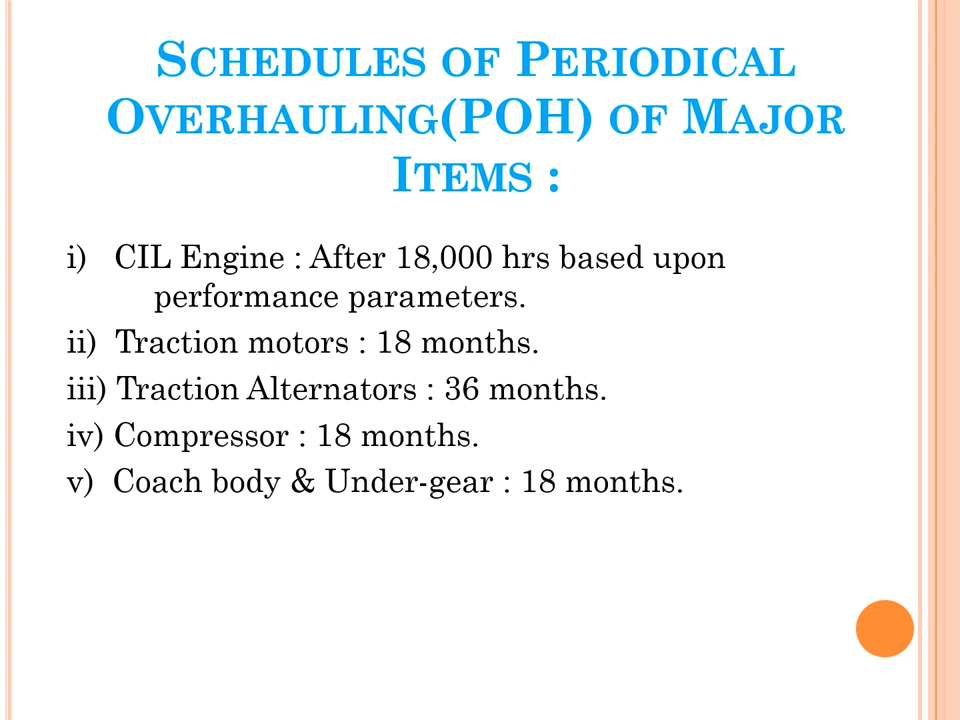 Schedules of Periodical
Overhauling(POH) of Major
Items :
i) CIL Engine : After 18,000 hrs based upon
performance parameters.
ii) Traction motors : 18 months.
iii) Traction Alternators : 36 months.
iv) Compressor : 18 months.
v) Coach body & Under-gear : 18 months.